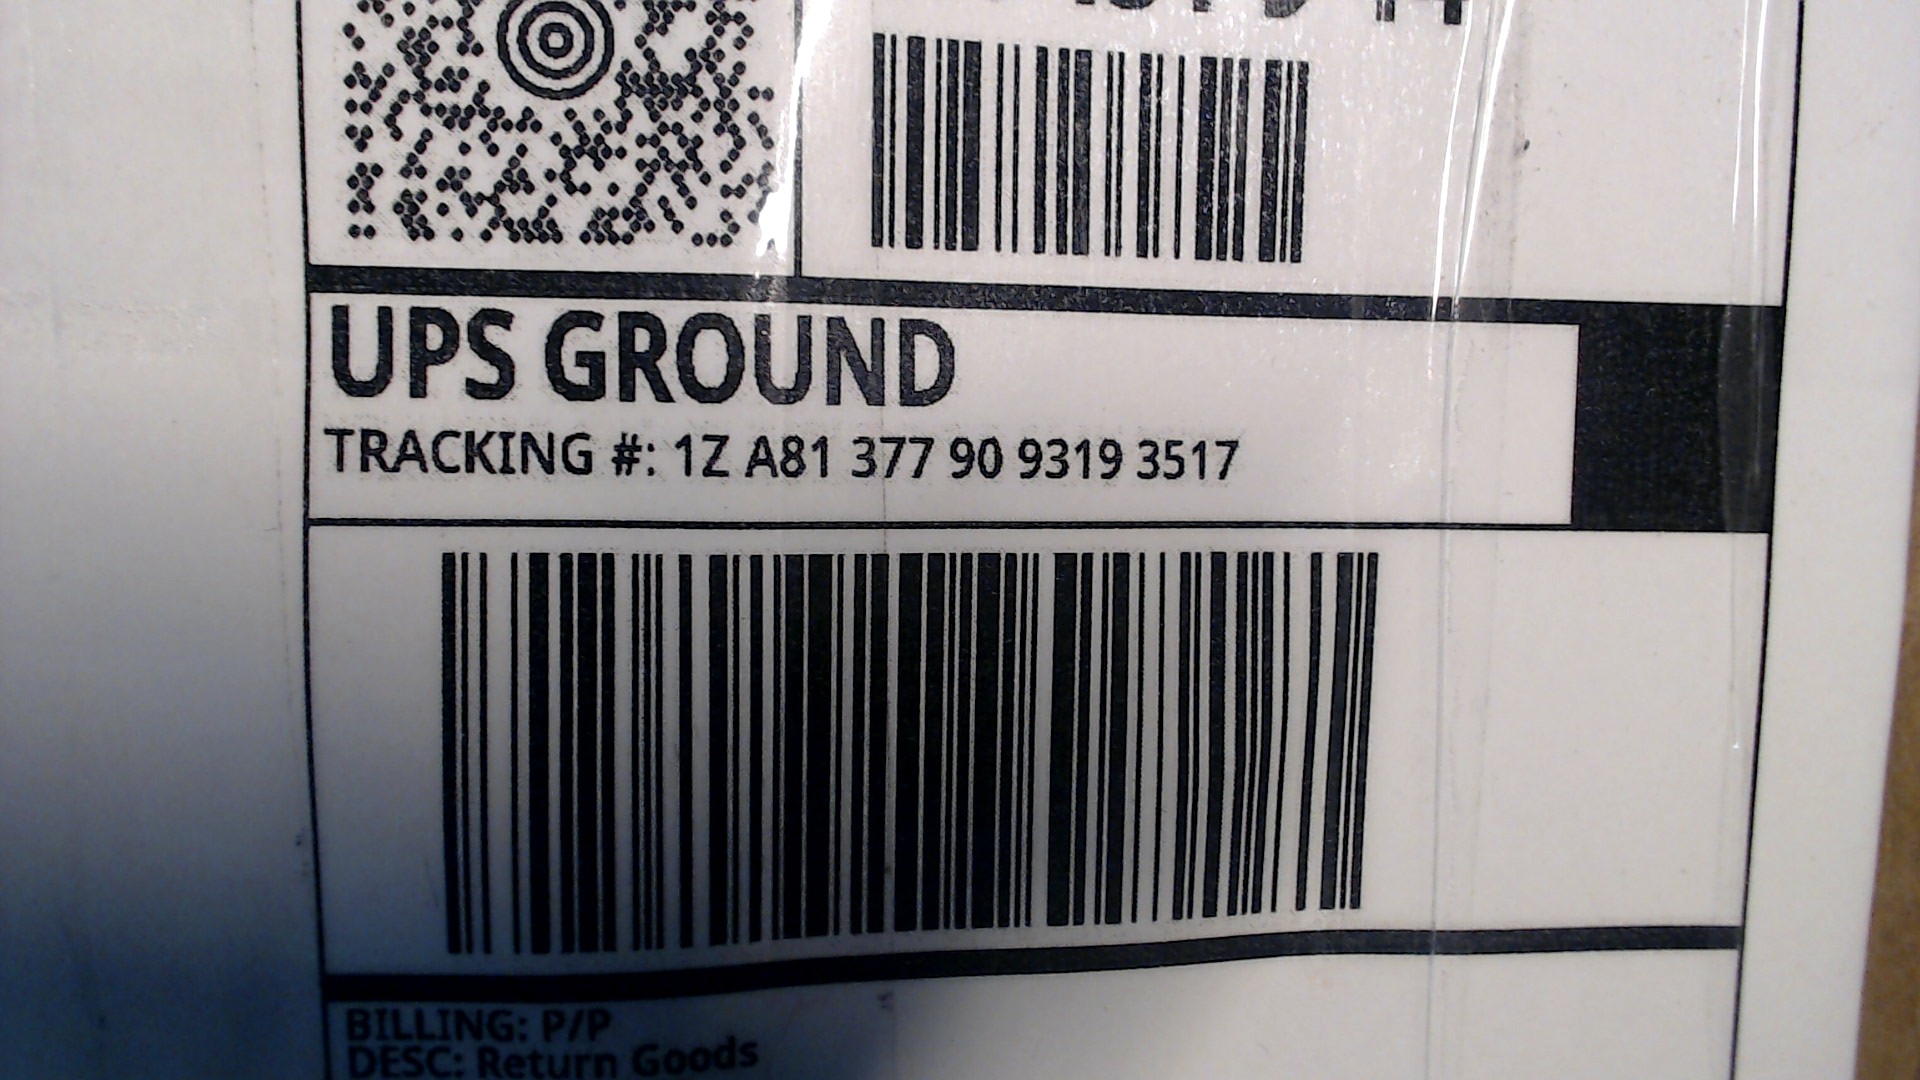 UPS GROUND
TRACKING #: 1Z A81 377 90 9319 3517
BILLING: P/P
DESC: Return Goods